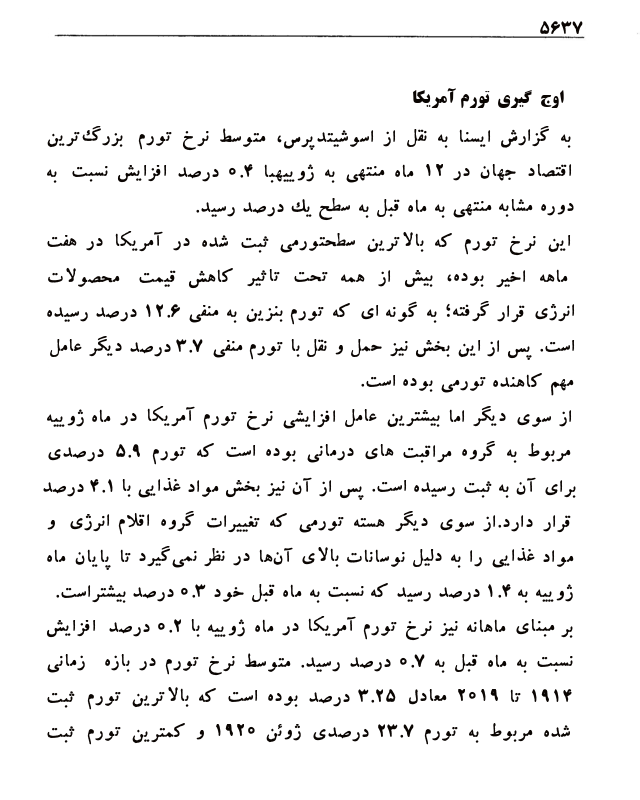 ۵۶۳۷
اوج گیری تورم آمریکا
به گزارش ایسنا به نقل از اسوشیتدپرس، متوسط نرخ تورم بزرگ‌ترین
اقتصاد جهان در ۱۲ ماه منتهی به ژوییهبا ۰.۴ درصد افزایش نسبت به
دوره مشابه منتهی به ماه قبل به سطح یك درصد رسید.
این نرخ تورم که بالاترین سطحتورمی ثبت شده در آمریکا در هفت
ماهه اخیر بوده، بیش از همه تحت تاثیر کاهش قیمت محصولات
انرژی قرار گرفته؛ به گونه ای که تورم بنزین به منفی ۱۲.۶ درصد رسیده
است. پس از این بخش نیز حمل و نقل با تورم منفی ۳.۷ درصد دیگر عامل
مهم کاهنده تورمی بوده است.
از سوی دیگر اما بیشترین عامل افزایشی نرخ تورم آمریکا در ماه ژوییه
مربوط به گروه مراقبت های درمانی بوده است که تورم ۵.۹ درصدی
برای آن به ثبت رسیده است. پس از آن نیز بخش مواد غذایی با ۴.۱ درصد
قرار دارد.از سوی دیگر هسته تورمی که تغییرات گروه اقلام انرژی و
مواد غذایی را به دلیل نوسانات بالای آن‌ها در نظر نمی‌گیرد تا پایان ماه
ژوییه به ۱.۴ درصد رسید که نسبت به ماه قبل خود ۰.۳ درصد بیشتراست.
بر مبنای ماهانه نیز نرخ تورم آمریکا در ماه ژوییه با ۰.۲ درصد افزایش
نسبت به ماه قبل به ۰.۷ درصد رسید. متوسط نرخ تورم در بازه زمانی
۱۹۱۴ تا ۲۰۱۹ معادل ۳.۲۵ درصد بوده است که بالاترین تورم ثبت
شده مربوط به تورم ۲۳.۷ درصدی ژوئن ۱۹۲۰ و کمترین تورم ثبت